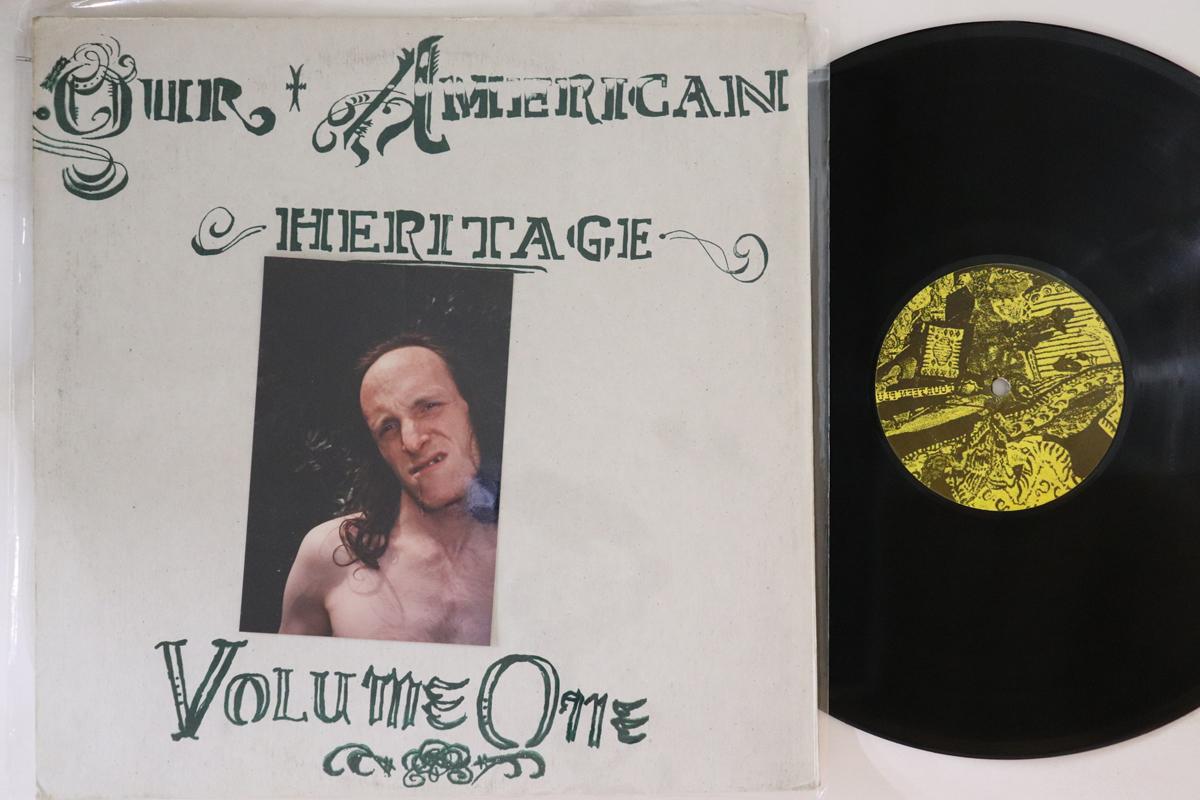 Our American
Heritage
Volume One